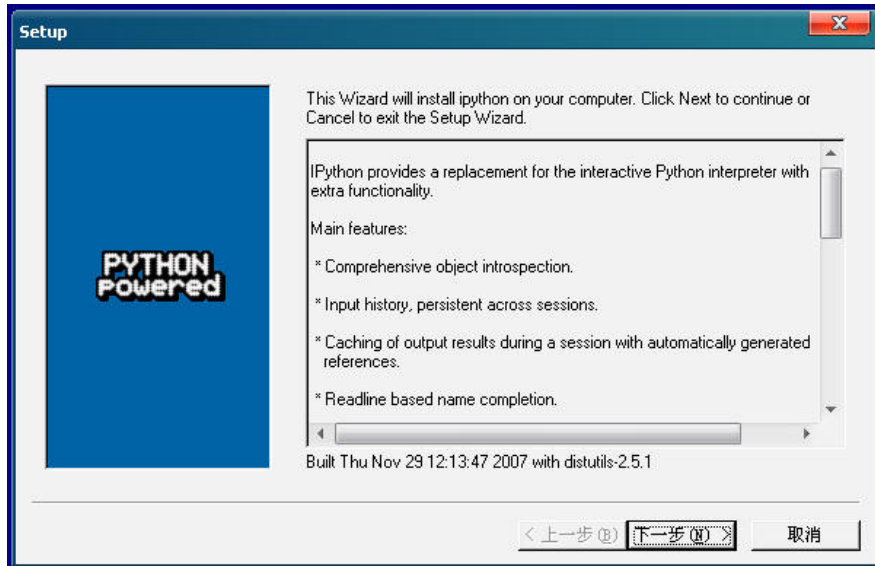 Setup
This Wizard will install ipython on your computer. Click Next to continue or
Cancel to exit the Setup Wizard.
PYTHON
Powered
IPython provides a replacement for the interactive Python interpreter with
extra functionality.
Main features:
* Comprehensive object introspection.
* Input history, persistent across sessions.
* Caching of output results during a session with automatically generated
references.
* Readline based name completion.
Built Thu Nov 29 12:13:47 2007 with distutils-2.5.1
< 上一步(B) 下一步(N) > 取消